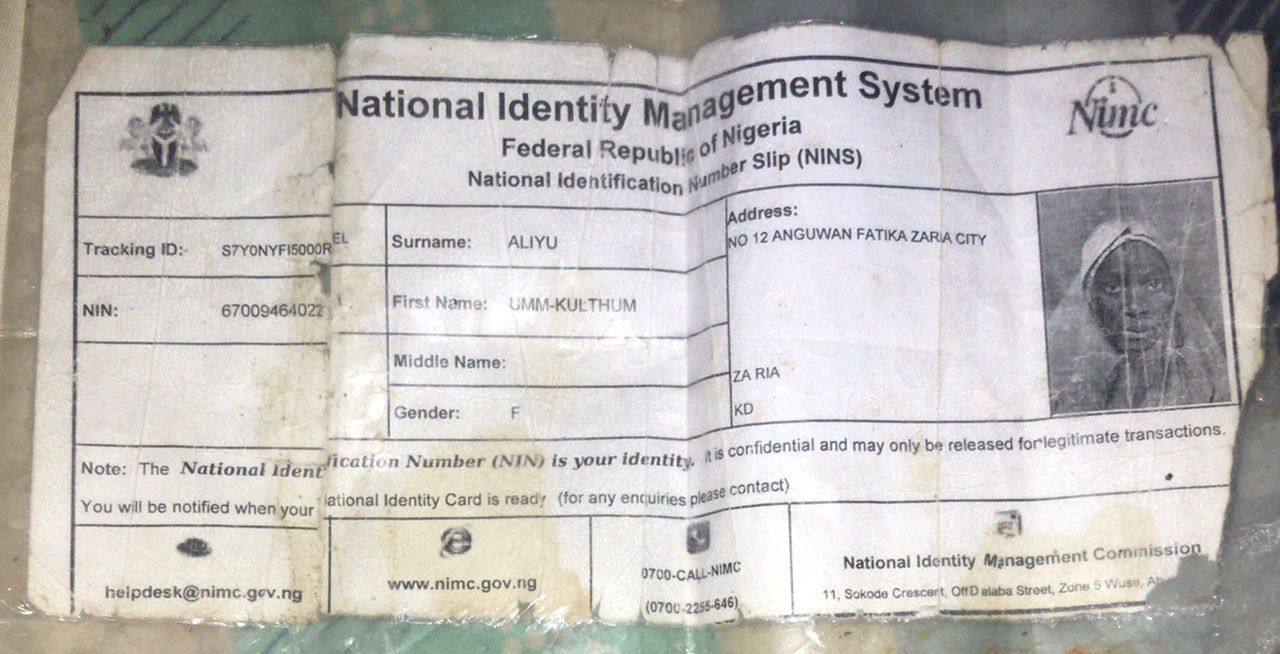 National Identity Management System
Federal Republic of Nigeria
National Identification Number Slip (NINS)
Nimc
Tracking ID: S7Y0NYFI5000REL
NIN: 67009464022
Surname: ALIYU
First Name: UMM-KULTHUM
Middle Name:
Gender: F
Address:
NO 12 ANGUWAN FATIKA ZARIA CITY
ZA RIA
KD
Note: The National Identification Number (NIN) is your identity. It is confidential and may only be released for legitimate transactions.
You will be notified when your National Identity Card is ready (for any enquiries please contact)
helpdesk@nimc.gov.ng
www.nimc.gov.ng
0700-CALL-NIMC
(0700-2255-646)
National Identity Management Commission
11, Sokode Crescent, Off Dalaba Street, Zone 5 Wuse,